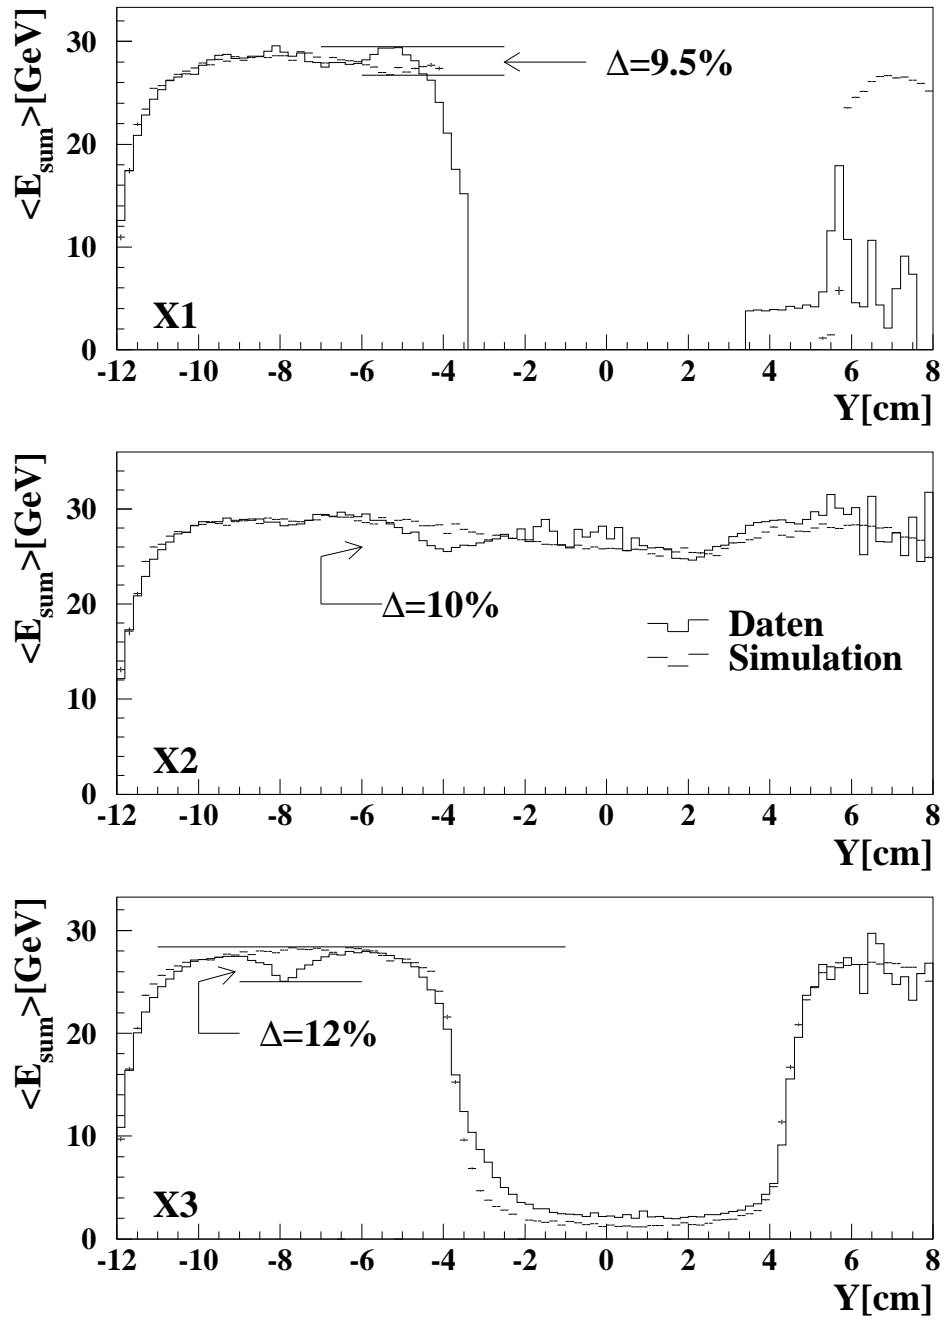 <E_sum>[GeV]
30
20
10
0
Δ=9.5%
X1
-12 -10 -8 -6 -4 -2 0 2 4 6 8
Y[cm]
<E_sum>[GeV]
30
20
10
0
Δ=10%
Daten
Simulation
X2
-12 -10 -8 -6 -4 -2 0 2 4 6 8
Y[cm]
<E_sum>[GeV]
30
20
10
0
Δ=12%
X3
-12 -10 -8 -6 -4 -2 0 2 4 6 8
Y[cm]